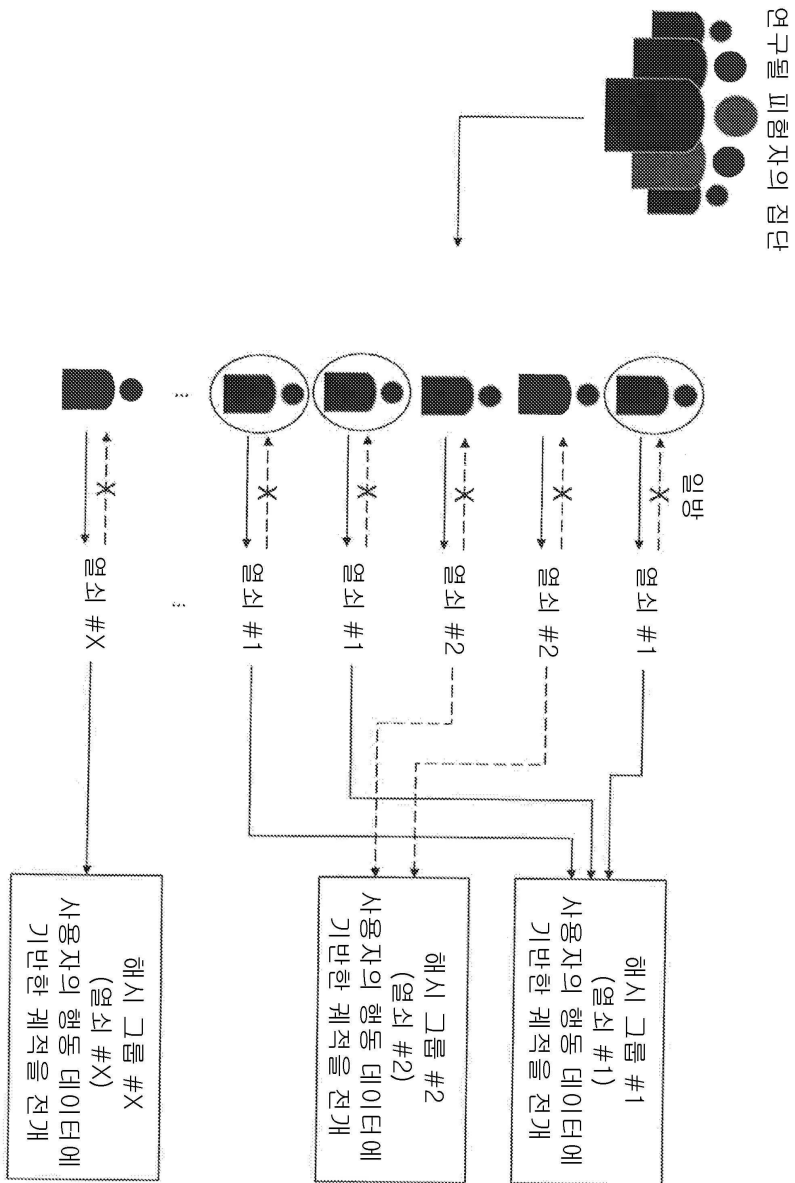 연구될 피험자의 집단
일방
열쇠 #1
열쇠 #2
열쇠 #2
열쇠 #1
열쇠 #1
열쇠 #X
해시 그룹 #1
(열쇠 #1)
사용자의 행동 데이터에
기반한 궤적을 전개
해시 그룹 #2
(열쇠 #2)
사용자의 행동 데이터에
기반한 궤적을 전개
해시 그룹 #X
(열쇠 #X)
사용자의 행동 데이터에
기반한 궤적을 전개